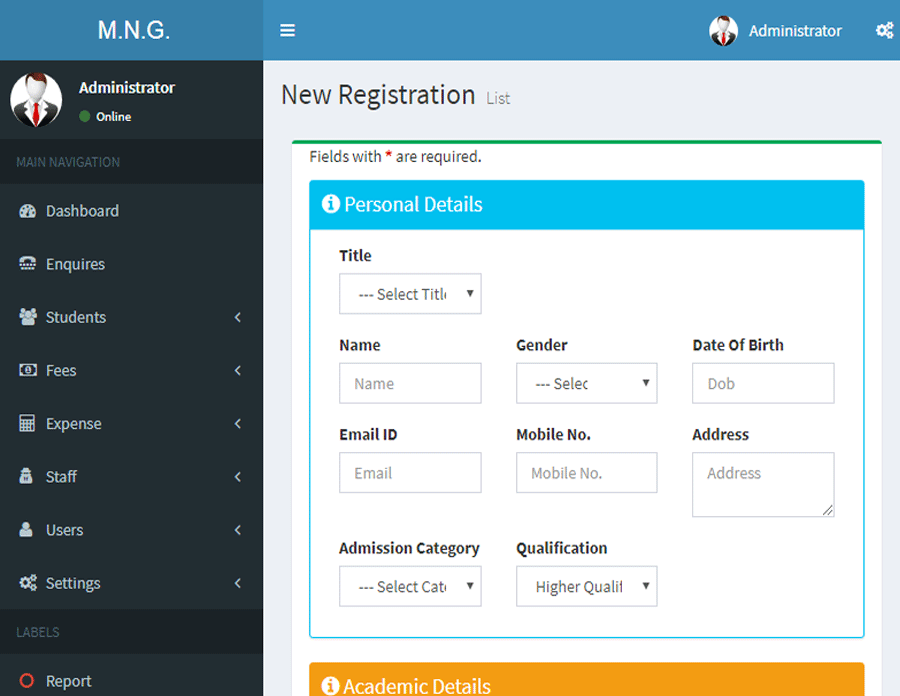 M.N.G.
Administrator
Administrator
Online
MAIN NAVIGATION
Dashboard
Enquires
Students
Fees
Expense
Staff
Users
Settings
LABELS
Report
New Registration List
Fields with * are required.
Personal Details
Title
--- Select Title
Name Gender Date Of Birth
Name --- Selec Dob
Email ID Mobile No. Address
Email Mobile No. Address
Admission Category Qualification
--- Select Cate Higher Qualif
Academic Details